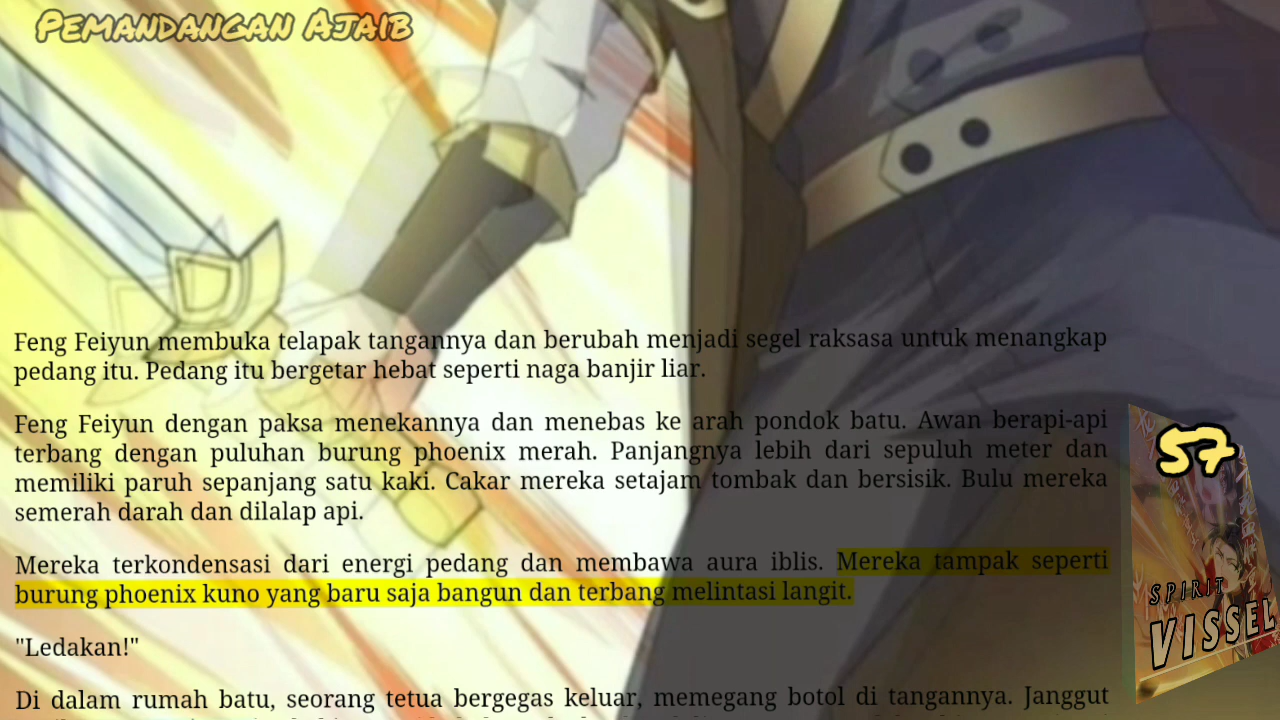 Pemandangan Ajaib
Feng Feiyun membuka telapak tangannya dan berubah menjadi segel raksasa untuk menangkap
pedang itu. Pedang itu bergetar hebat seperti naga banjir liar.
Feng Feiyun dengan paksa menekannya dan menebas ke arah pondok batu. Awan berapi-api
terbang dengan puluhan burung phoenix merah. Panjangnya lebih dari sepuluh meter dan
memiliki paruh sepanjang satu kaki. Cakar mereka setajam tombak dan bersisik. Bulu mereka
semerah darah dan dilalap api.
Mereka terkondensasi dari energi pedang dan membawa aura iblis. Mereka tampak seperti
burung phoenix kuno yang baru saja bangun dan terbang melintasi langit.
"Ledakan!"
Di dalam rumah batu, seorang tetua bergegas keluar, memegang botol di tangannya. Janggut
57
SPIRIT
VISSEL